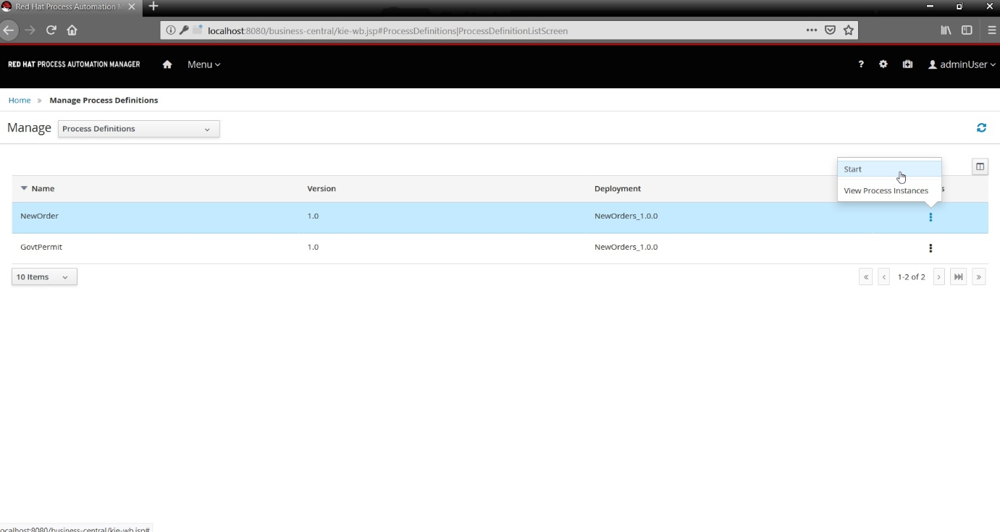 Red Hat Process Automation M
localhost:8080/business-central/kie-wb.jsp#ProcessDefinitions|ProcessDefinitionListScreen
RED HAT PROCESS AUTOMATION MANAGER
Menu
?
adminUser
Home » Manage Process Definitions
Manage Process Definitions
Start
View Process Instances
Name Version Deployment s
NewOrder 1.0 NewOrders_1.0.0
GovtPermit 1.0 NewOrders_1.0.0
10 Items
« ‹ 1-2 of 2 › »
ocalhost:8080/business-central/kie-wb.jsp#